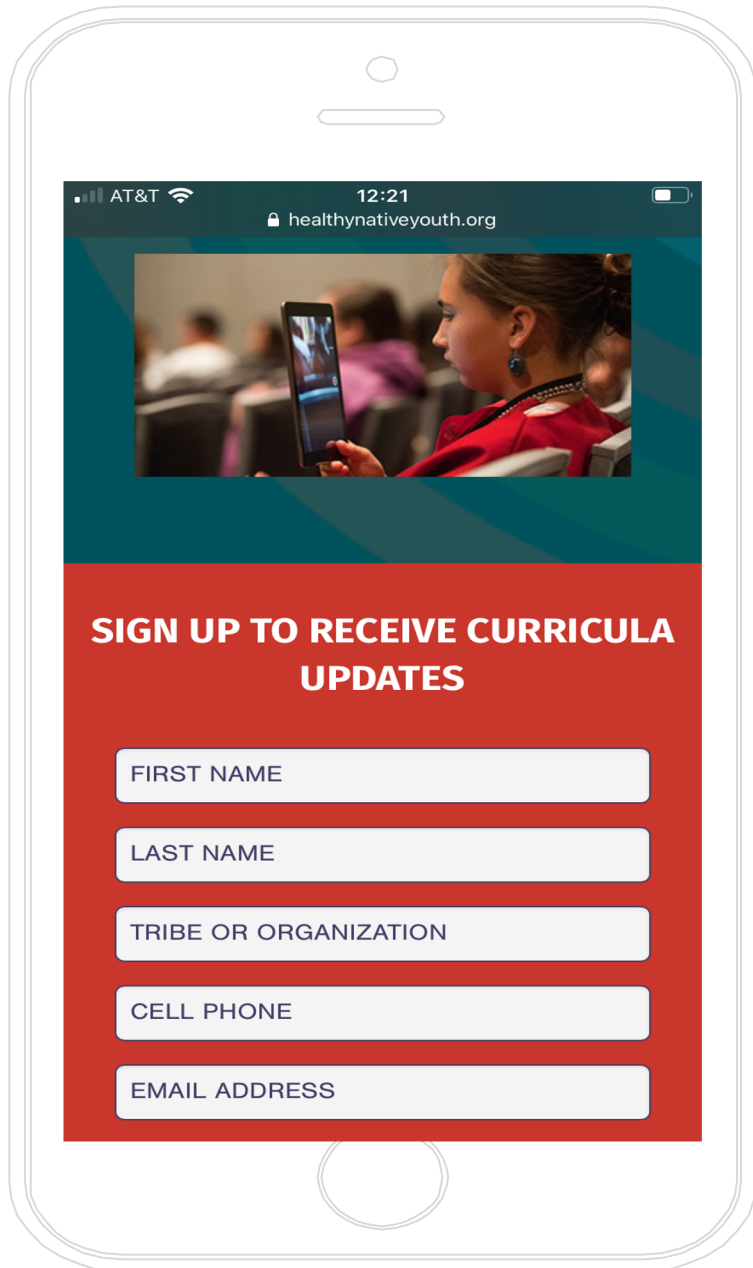 AT&T 12:21
healthynativeyouth.org
SIGN UP TO RECEIVE CURRICULA
UPDATES
FIRST NAME
LAST NAME
TRIBE OR ORGANIZATION
CELL PHONE
EMAIL ADDRESS